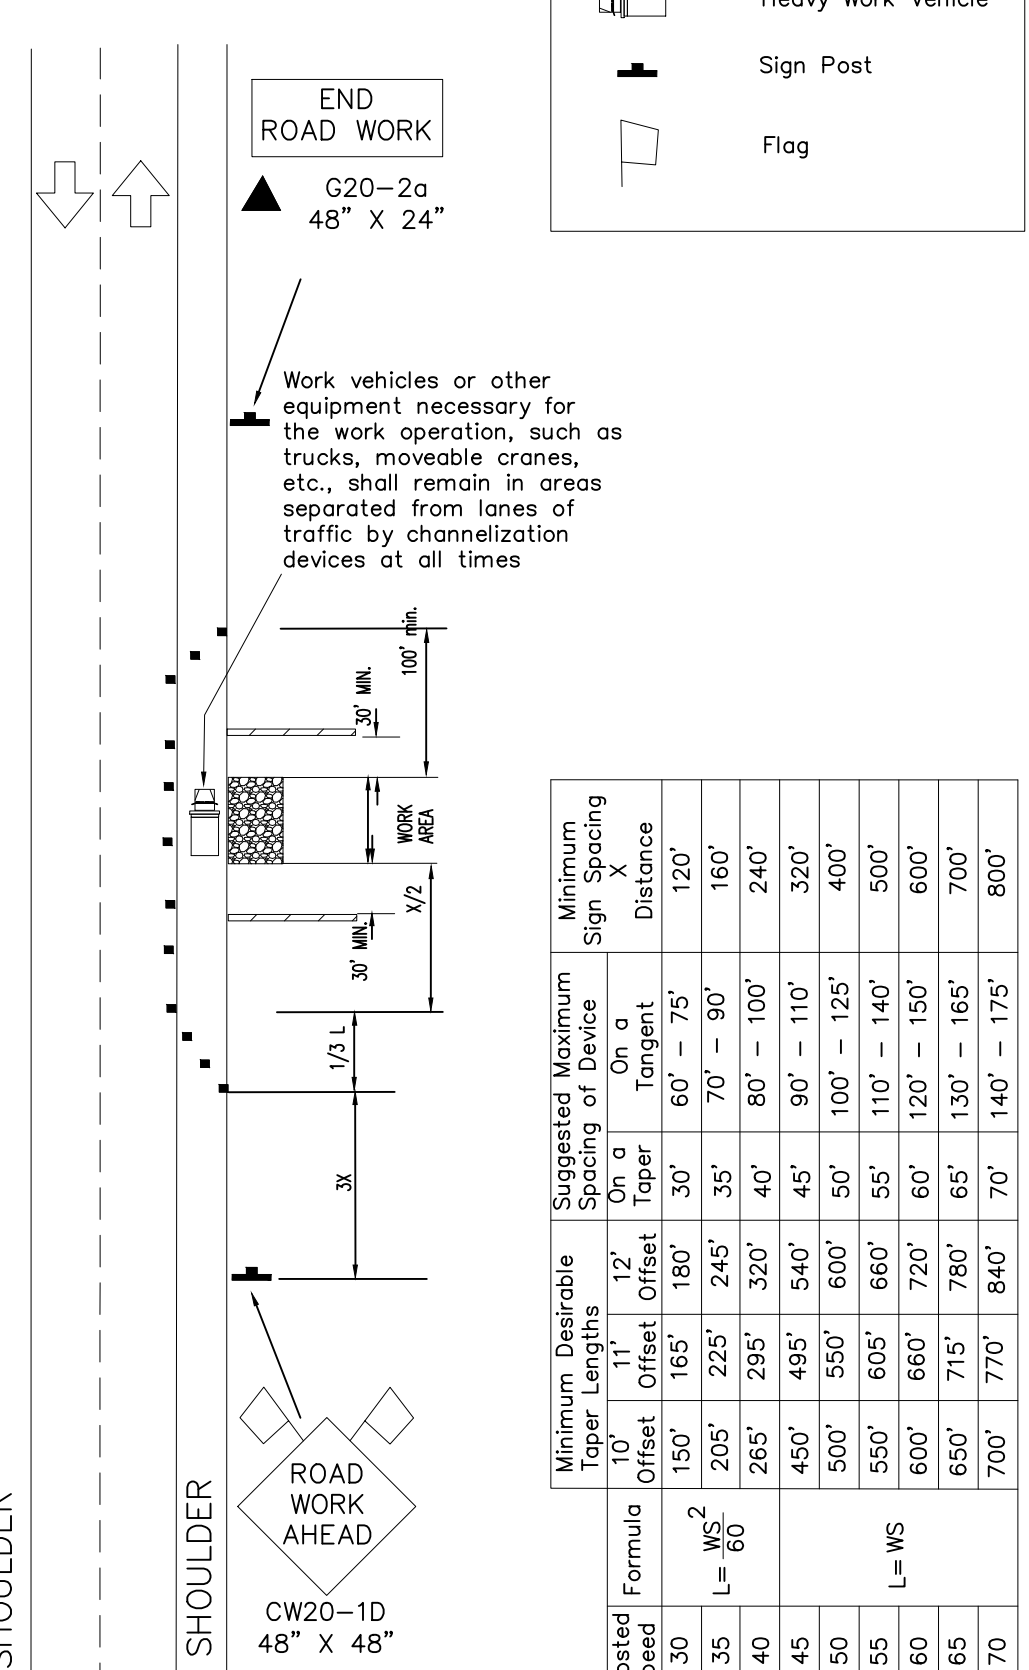 Heavy Work Vehicle
Sign Post
Flag
END
ROAD WORK
G20-2a
48" X 24"
Work vehicles or other
equipment necessary for
the work operation, such as
trucks, moveable cranes,
etc., shall remain in areas
separated from lanes of
traffic by channelization
devices at all times
100' min.
30' MIN.
WORK
AREA
X/2
30' MIN.
1/3 L
3X
ROAD
WORK
AHEAD
CW20-1D
48" X 48"
SHOULDER
SHOULDER
Formula
Minimum Desirable
Taper Lengths
Suggested Maximum
Spacing of Device
Minimum
Sign Spacing
X
Distance
10'
Offset
11'
Offset
12'
Offset
On a
Taper
On a
Tangent
30 L= WS2/60 150' 165' 180' 30' 60' - 75' 120'
35 205' 225' 245' 35' 70' - 90' 160'
40 265' 295' 320' 40' 80' - 100' 240'
45 L= WS 450' 495' 540' 45' 90' - 110' 320'
50 500' 550' 600' 50' 100' - 125' 400'
55 550' 605' 660' 55' 110' - 140' 500'
60 600' 660' 720' 60' 120' - 150' 600'
65 650' 715' 780' 65' 130' - 165' 700'
70 700' 770' 840' 70' 140' - 175' 800'